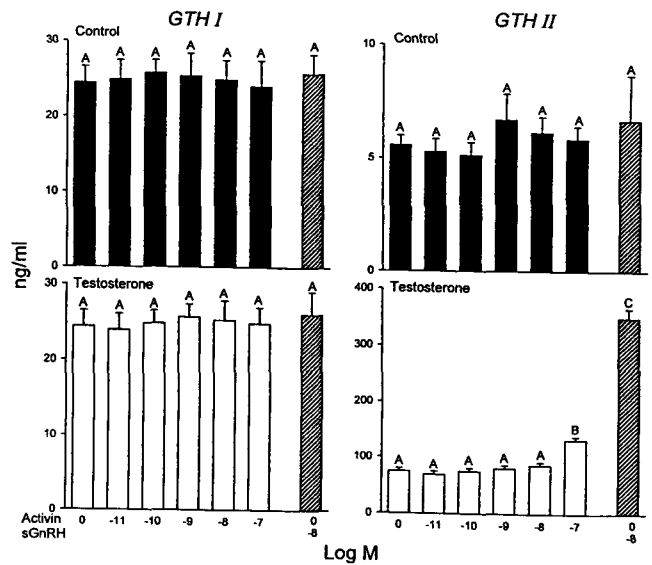 GTH I
GTH II
Control
Control
30
A A A A A A A
20
10
0
10
A A A A A A A
5
0
ng/ml
Testosterone
Testosterone
30
A A A A A A A
20
10
0
400
C
300
200
B
100
A A A A A
0
Activin 0 -11 -10 -9 -8 -7 0
0 -11 -10 -9 -8 -7 0
sGnRH -8
-8
Log M